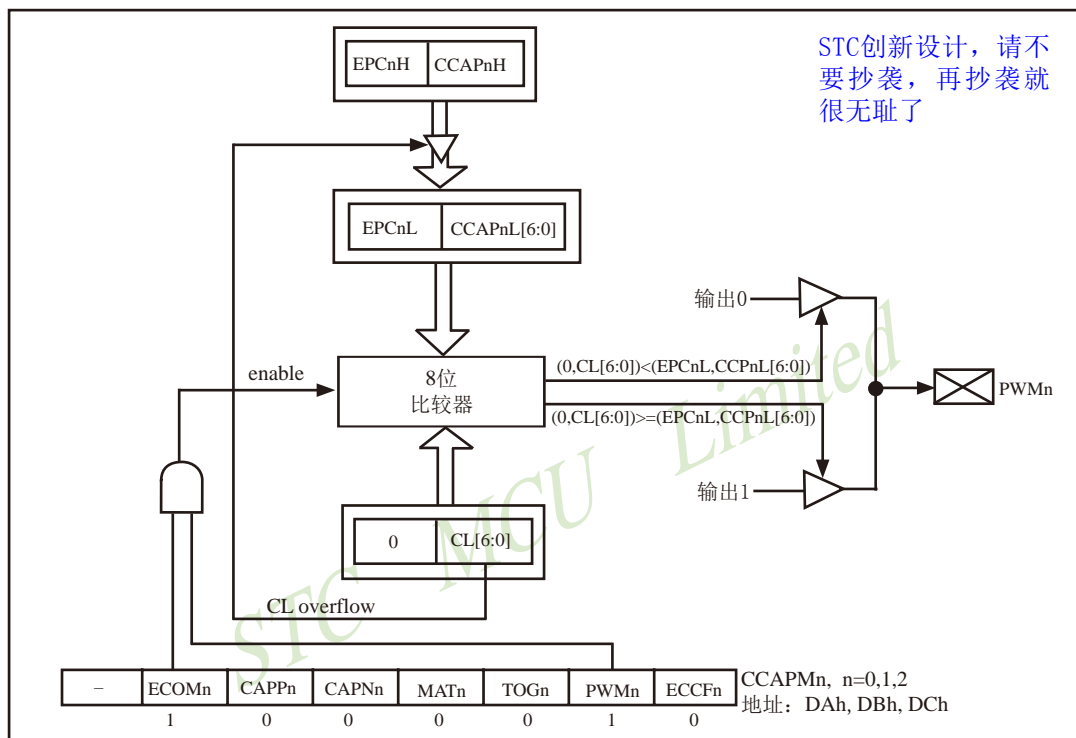 EPCnH CCAPnH
STC创新设计，请不
要抄袭，再抄袭就
很无耻了
EPCnL CCAPnL[6:0]
输出0
enable
8位
比较器
(0,CL[6:0])<(EPCnL,CCPnL[6:0])
(0,CL[6:0])>=(EPCnL,CCPnL[6:0])
PWMn
输出1
0 CL[6:0]
CL overflow
STC MCU Limited
– ECOMn CAPPn CAPNn MATn TOGn PWMn ECCFn
1 0 0 0 0 1 0
CCAPMn, n=0,1,2
地址：DAh, DBh, DCh